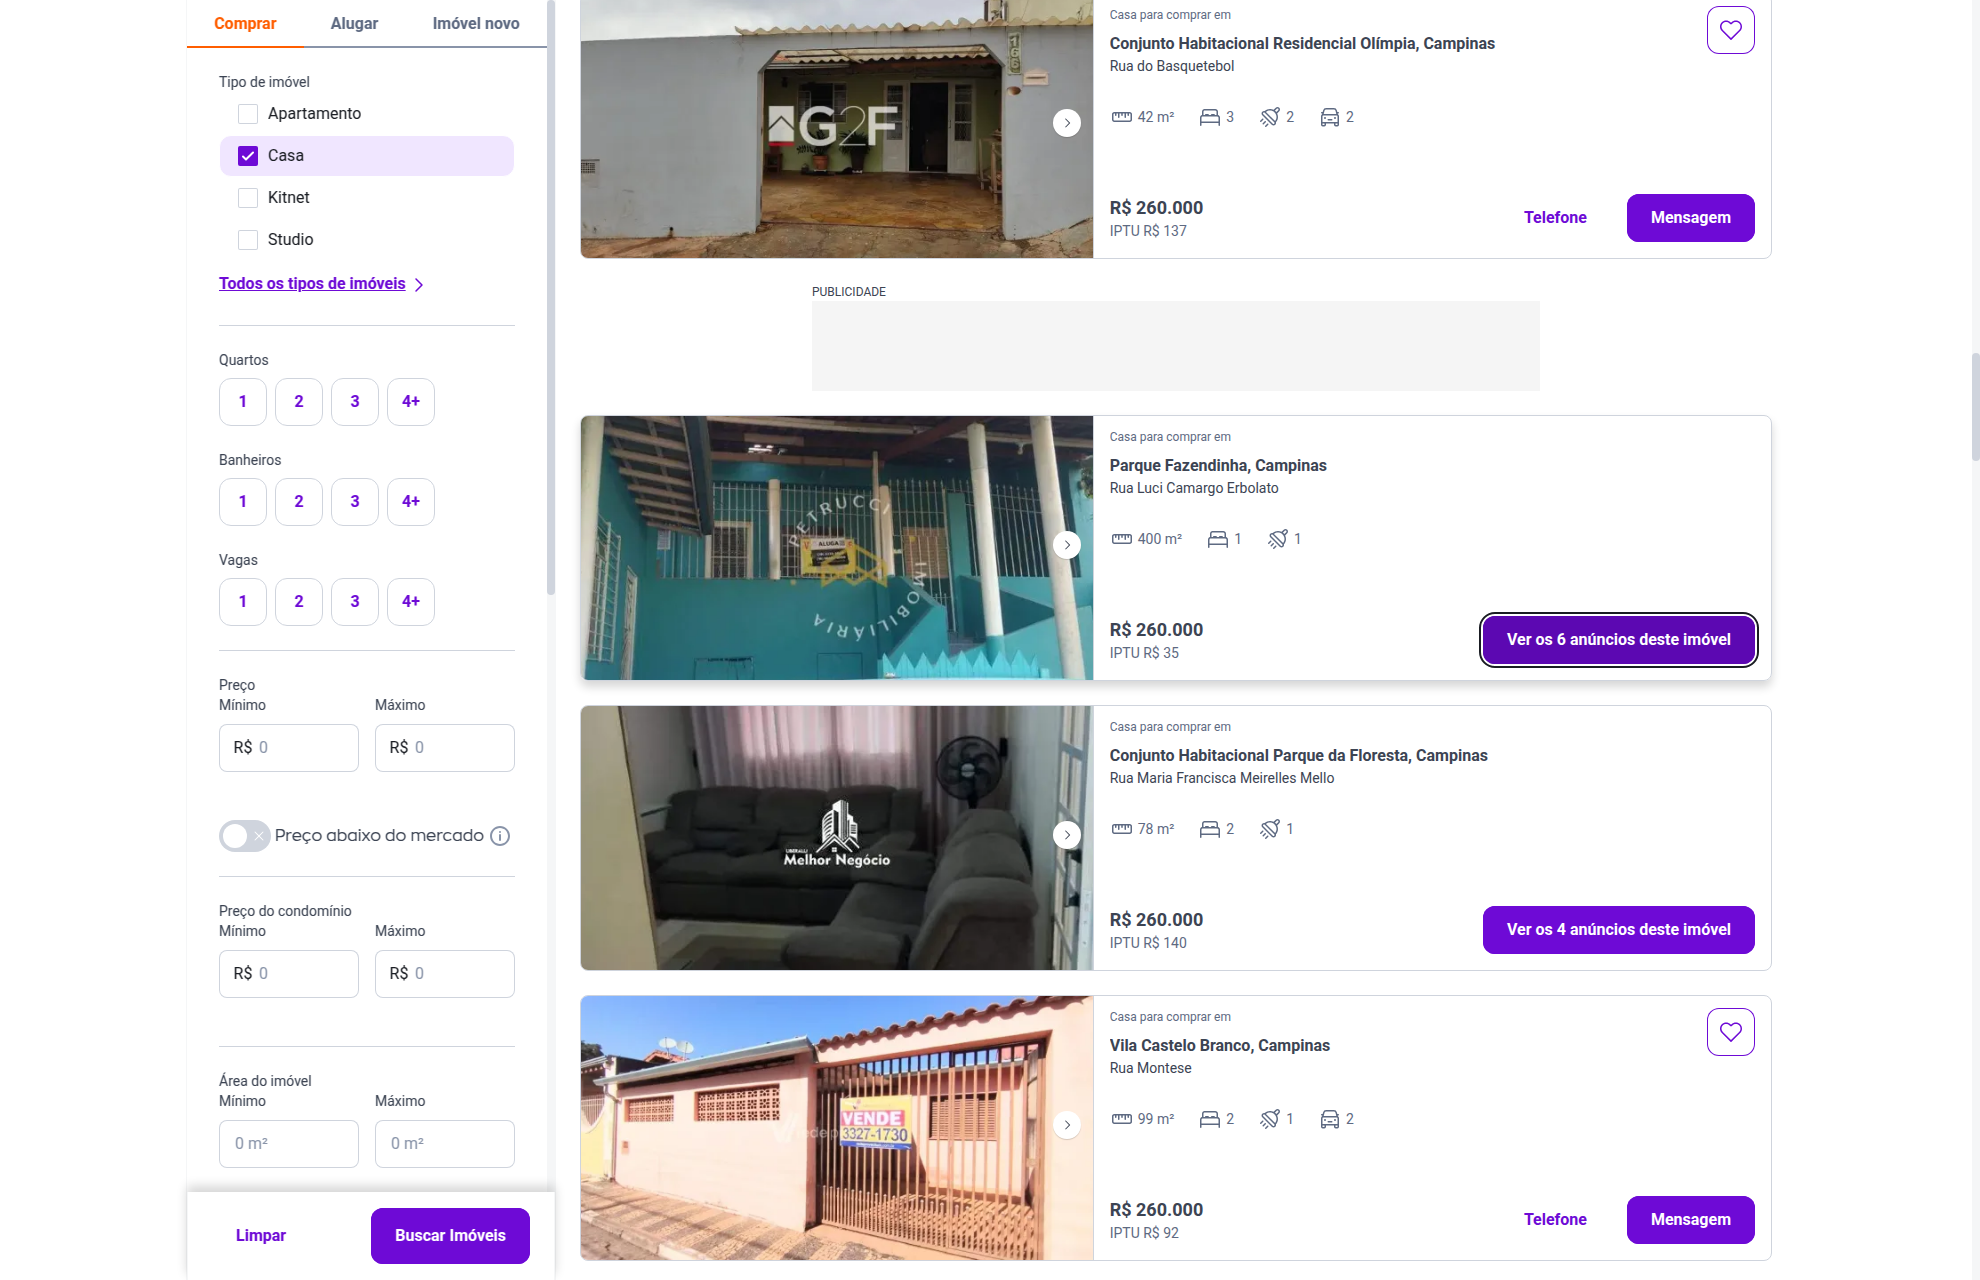 Comprar
Alugar
Imóvel novo
Tipo de imóvel
Apartamento
Casa
Kitnet
Studio
Todos os tipos de imóveis
Quartos
1 2 3 4+
Banheiros
1 2 3 4+
Vagas
1 2 3 4+
Preço
Mínimo Máximo
R$ 0 R$ 0
Preço abaixo do mercado
Preço do condomínio
Mínimo Máximo
R$ 0 R$ 0
Área do imóvel
Mínimo Máximo
0 m² 0 m²
Limpar
Buscar Imóveis
G2F
166
Casa para comprar em
Conjunto Habitacional Residencial Olímpia, Campinas
Rua do Basquetebol
42 m² 3 2 2
R$ 260.000
IPTU R$ 137
Telefone
Mensagem
PUBLICIDADE
PETRUCCI
IMOBILIÁRIA
ALUGA
Casa para comprar em
Parque Fazendinha, Campinas
Rua Luci Camargo Erbolato
400 m² 1 1
R$ 260.000
IPTU R$ 35
Ver os 6 anúncios deste imóvel
Melhor Negócio
Casa para comprar em
Conjunto Habitacional Parque da Floresta, Campinas
Rua Maria Francisca Meirelles Mello
78 m² 2 1
R$ 260.000
IPTU R$ 140
Ver os 4 anúncios deste imóvel
VENDE
3327-1730
Casa para comprar em
Vila Castelo Branco, Campinas
Rua Montese
99 m² 2 1 2
R$ 260.000
IPTU R$ 92
Telefone
Mensagem